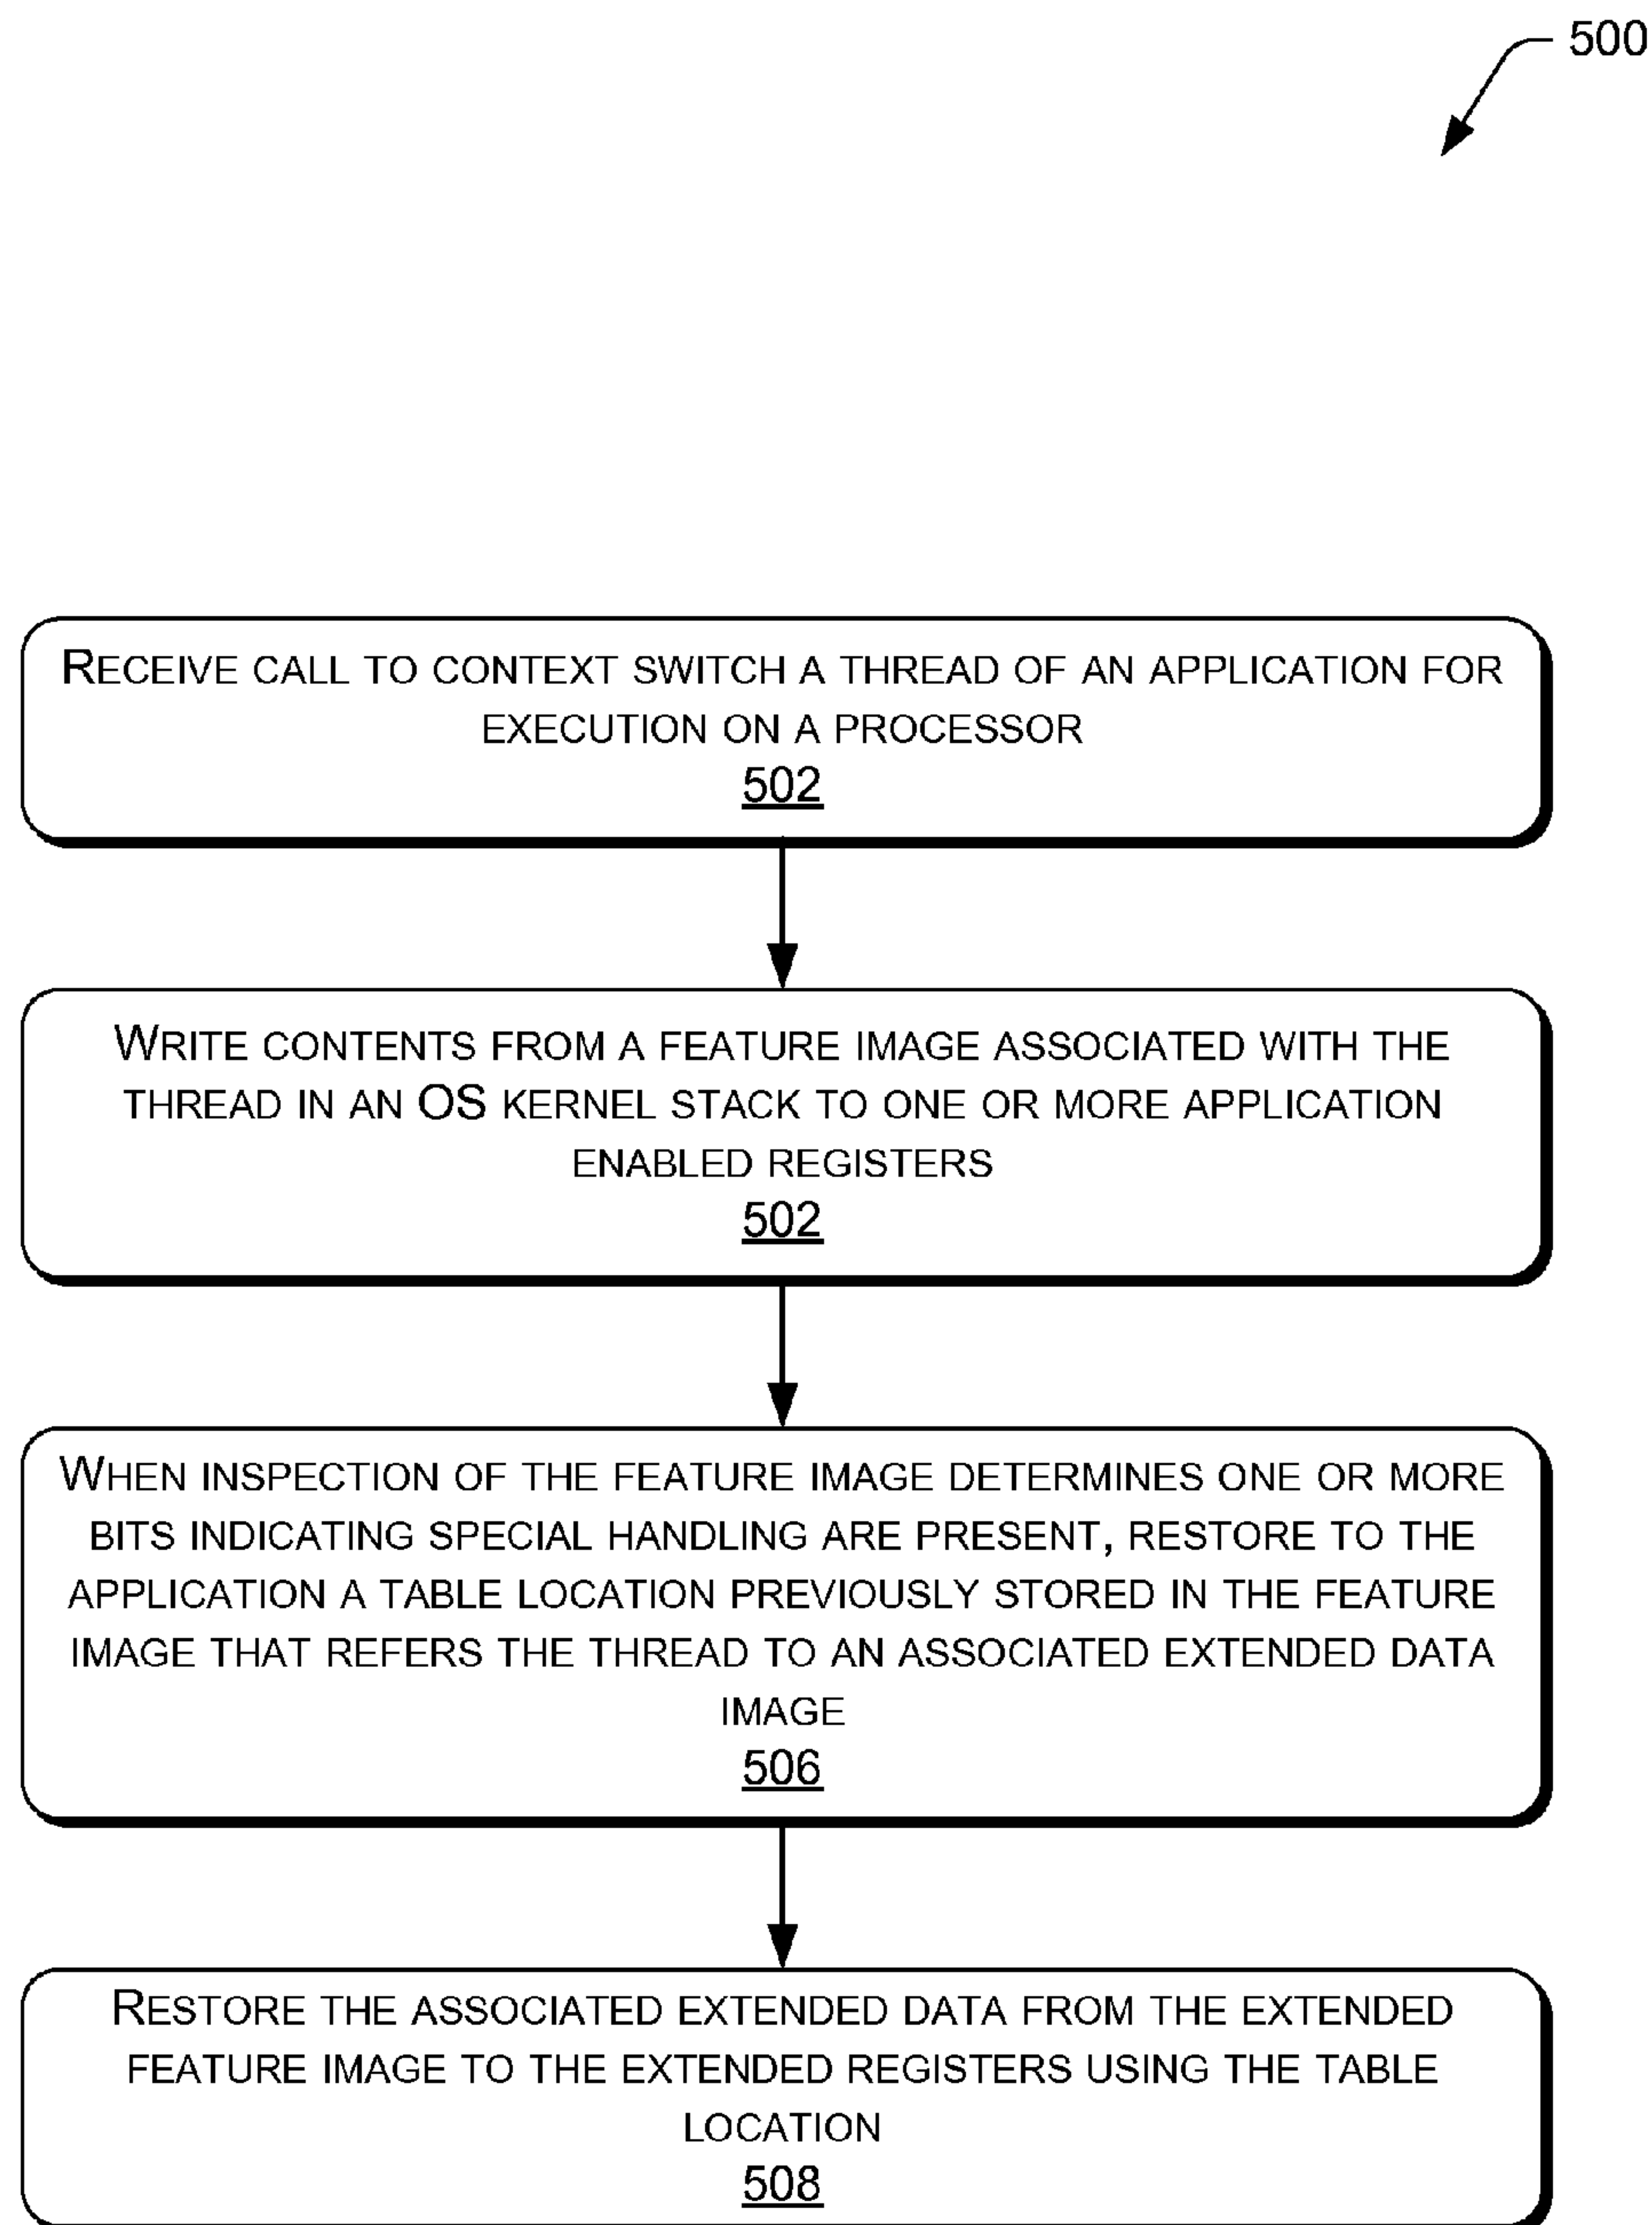 500
RECEIVE CALL TO CONTEXT SWITCH A THREAD OF AN APPLICATION FOR
EXECUTION ON A PROCESSOR
502
WRITE CONTENTS FROM A FEATURE IMAGE ASSOCIATED WITH THE
THREAD IN AN OS KERNEL STACK TO ONE OR MORE APPLICATION
ENABLED REGISTERS
502
WHEN INSPECTION OF THE FEATURE IMAGE DETERMINES ONE OR MORE
BITS INDICATING SPECIAL HANDLING ARE PRESENT, RESTORE TO THE
APPLICATION A TABLE LOCATION PREVIOUSLY STORED IN THE FEATURE
IMAGE THAT REFERS THE THREAD TO AN ASSOCIATED EXTENDED DATA
IMAGE
506
RESTORE THE ASSOCIATED EXTENDED DATA FROM THE EXTENDED
FEATURE IMAGE TO THE EXTENDED REGISTERS USING THE TABLE
LOCATION
508